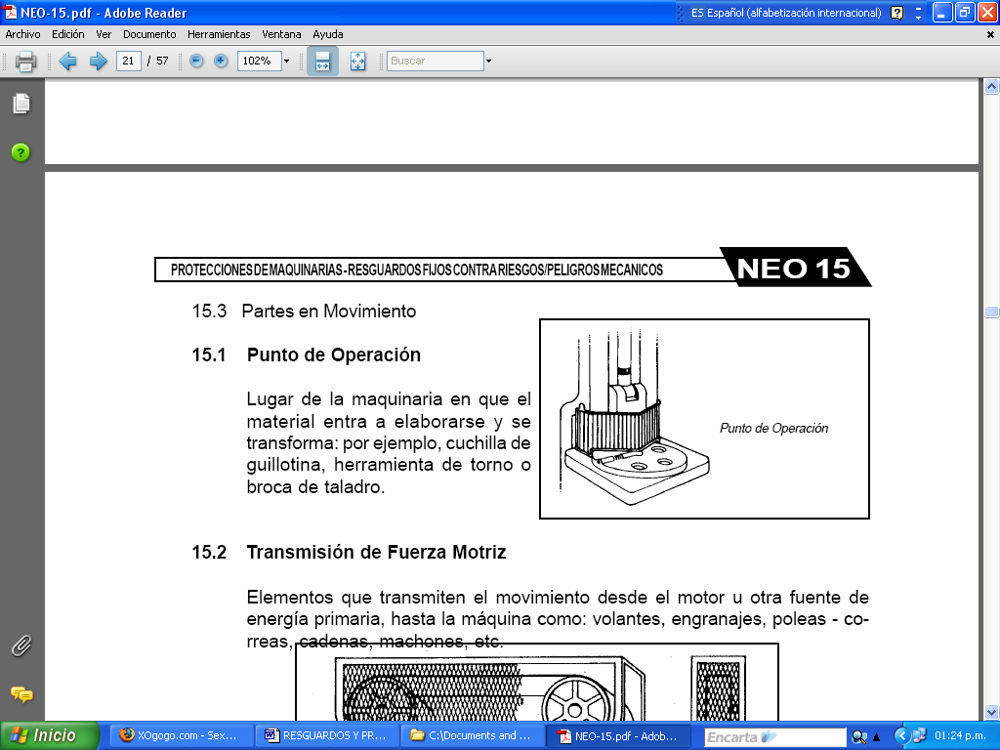 NEO-15.pdf - Adobe Reader
ES Español (alfabetización internacional)
Archivo Edición Ver Documento Herramientas Ventana Ayuda
21 / 57 102% Buscar
PROTECCIONES DE MAQUINARIAS - RESGUARDOS FIJOS CONTRA RIESGOS/PELIGROS MECANICOS
NEO 15
15.3 Partes en Movimiento
15.1 Punto de Operación
Lugar de la maquinaria en que el
material entra a elaborarse y se
transforma: por ejemplo, cuchilla de
guillotina, herramienta de torno o
broca de taladro.
Punto de Operación
15.2 Transmisión de Fuerza Motriz
Elementos que transmiten el movimiento desde el motor u otra fuente de
energía primaria, hasta la máquina como: volantes, engranajes, poleas - co-
rreas, cadenas, machones, etc.
Inicio
XOgogo.com - Sex...
RESGUARDOS Y PR...
C:\Documents and ...
NEO-15.pdf - Adob...
Encarta
01:24 p.m.